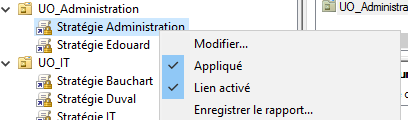 UO_Administration
Stratégie Administration
Stratégie Edouard
UO_IT
Stratégie Bauchart
Stratégie Duval
Stratégie IT
Modifier...
Appliqué
Lien activé
Enregistrer le rapport...
UO_Administra